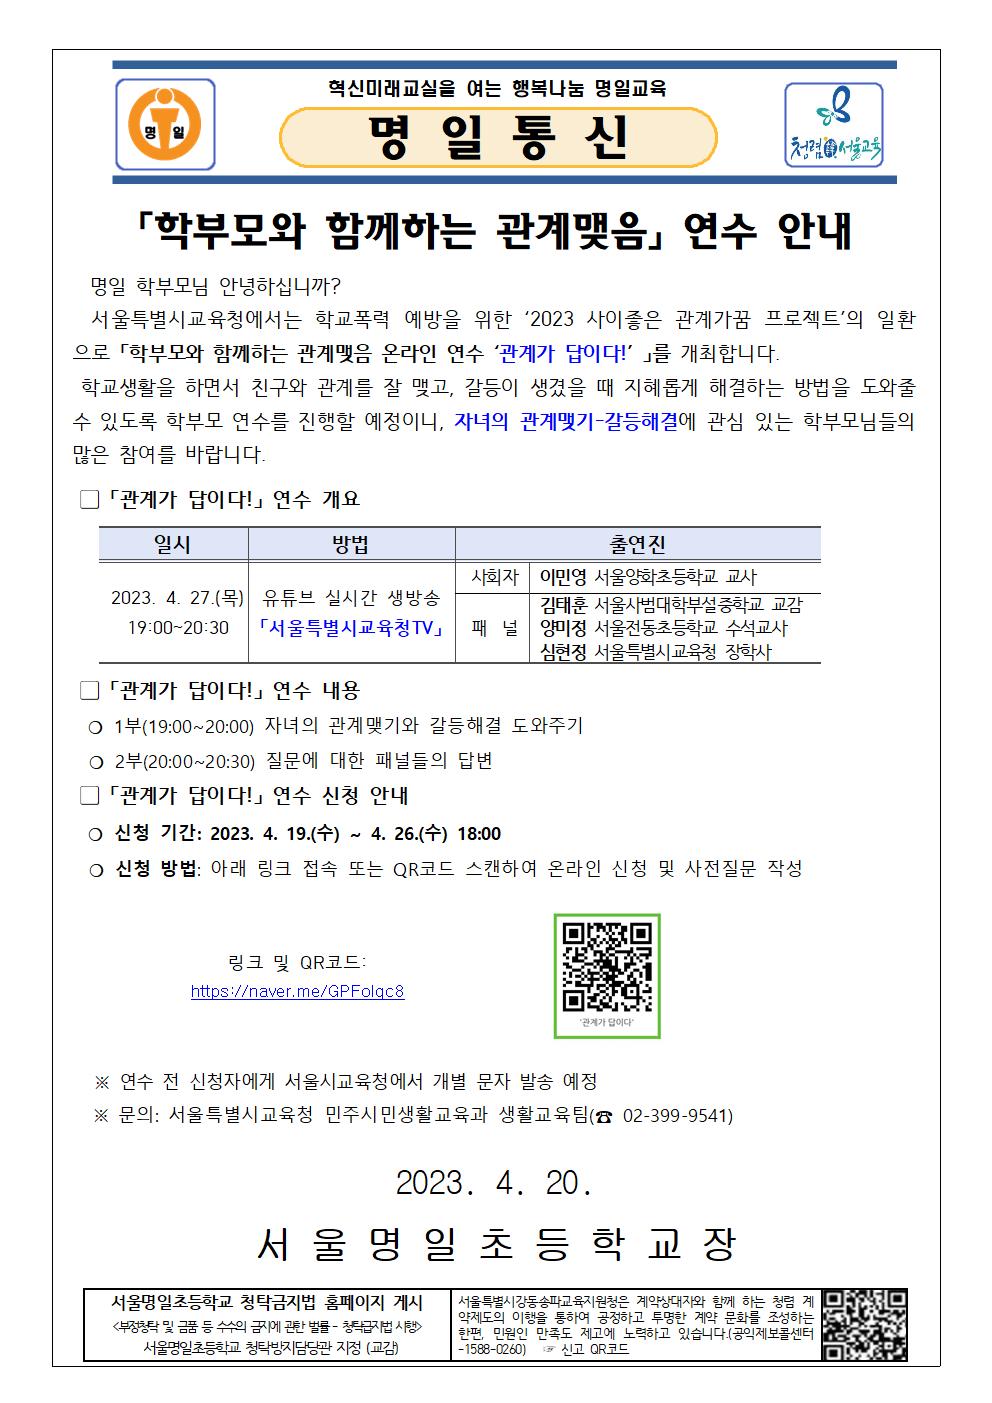 혁신미래교실을 여는 행복나눔 명일교육
명 일
명 일 통 신
청렴 서울교육
「학부모와 함께하는 관계맺음」 연수 안내
명일 학부모님 안녕하십니까?
서울특별시교육청에서는 학교폭력 예방을 위한 ‘2023 사이좋은 관계가꿈 프로젝트’의 일환
으로 「학부모와 함께하는 관계맺음 온라인 연수 ‘관계가 답이다!’ 」를 개최합니다.
학교생활을 하면서 친구와 관계를 잘 맺고, 갈등이 생겼을 때 지혜롭게 해결하는 방법을 도와줄
수 있도록 학부모 연수를 진행할 예정이니, 자녀의 관계맺기-갈등해결에 관심 있는 학부모님들의
많은 참여를 바랍니다.
□ 「관계가 답이다!」 연수 개요
일시 방법 출연진
2023. 4. 27.(목)
19:00~20:30
유튜브 실시간 생방송
「서울특별시교육청TV」
사회자 이민영 서울양화초등학교 교사
패 널
김태훈 서울사범대학부설중학교 교감
양미정 서울전동초등학교 수석교사
심현정 서울특별시교육청 장학사
□ 「관계가 답이다!」 연수 내용
❍ 1부(19:00~20:00) 자녀의 관계맺기와 갈등해결 도와주기
❍ 2부(20:00~20:30) 질문에 대한 패널들의 답변
□ 「관계가 답이다!」 연수 신청 안내
❍ 신청 기간: 2023. 4. 19.(수) ~ 4. 26.(수) 18:00
❍ 신청 방법: 아래 링크 접속 또는 QR코드 스캔하여 온라인 신청 및 사전질문 작성
링크 및 QR코드:
https://naver.me/GPFolqc8
'관계가 답이다'
※ 연수 전 신청자에게 서울시교육청에서 개별 문자 발송 예정
※ 문의: 서울특별시교육청 민주시민생활교육과 생활교육팀(☎ 02-399-9541)
2023. 4. 20.
서 울 명 일 초 등 학 교 장
서울명일초등학교 청탁금지법 홈페이지 게시
<부정청탁 및 금품 등 수수의 금지에 관한 법률 - 청탁급지법 시행>
서울명일초등학교 청탁방지담당관 지정 (교감)
서울특별시강동송파교육지원청은 계약상대자와 함께 하는 청렴 계
약제도의 이행을 통하여 공정하고 투명한 계약 문화를 조성하는
한편, 민원인 만족도 제고에 노력하고 있습니다.(공익제보콜센터
-1588-0260) ☞ 신고 QR코드